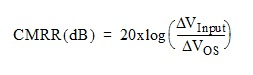 CMRR(dB) = 20xlog(ΔV_Input / ΔV_OS)